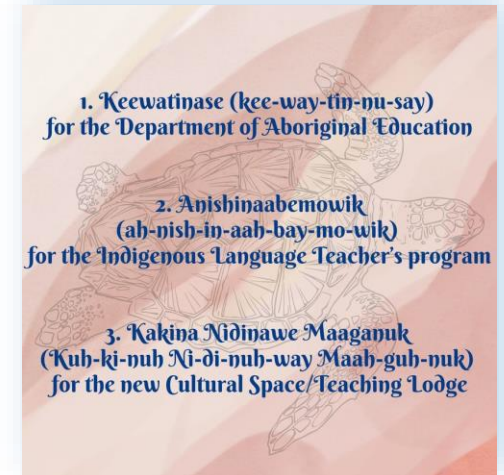 1. Keewatinase (kee-way-tin-nu-say)
for the Department of Aboriginal Education
2. Anishinaabemowik
(ah-nish-in-aah-bay-mo-wik)
for the Indigenous Language Teacher's program
3. Kakina Nidinawe Maaganuk
(Kuh-ki-nuh Ni-di-nuh-way Maah-guh-nuk)
for the new Cultural Space/Teaching Lodge